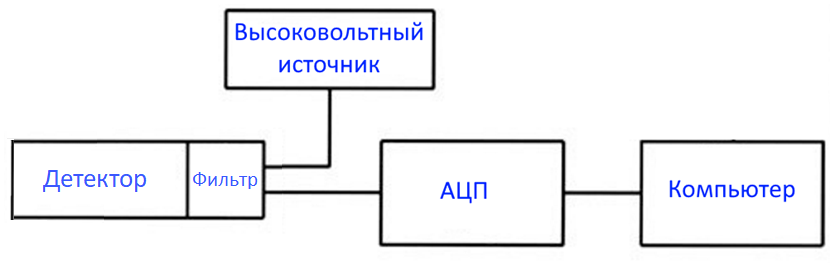 Высоковольтный
источник
Детектор
Фильтр
АЦП
Компьютер